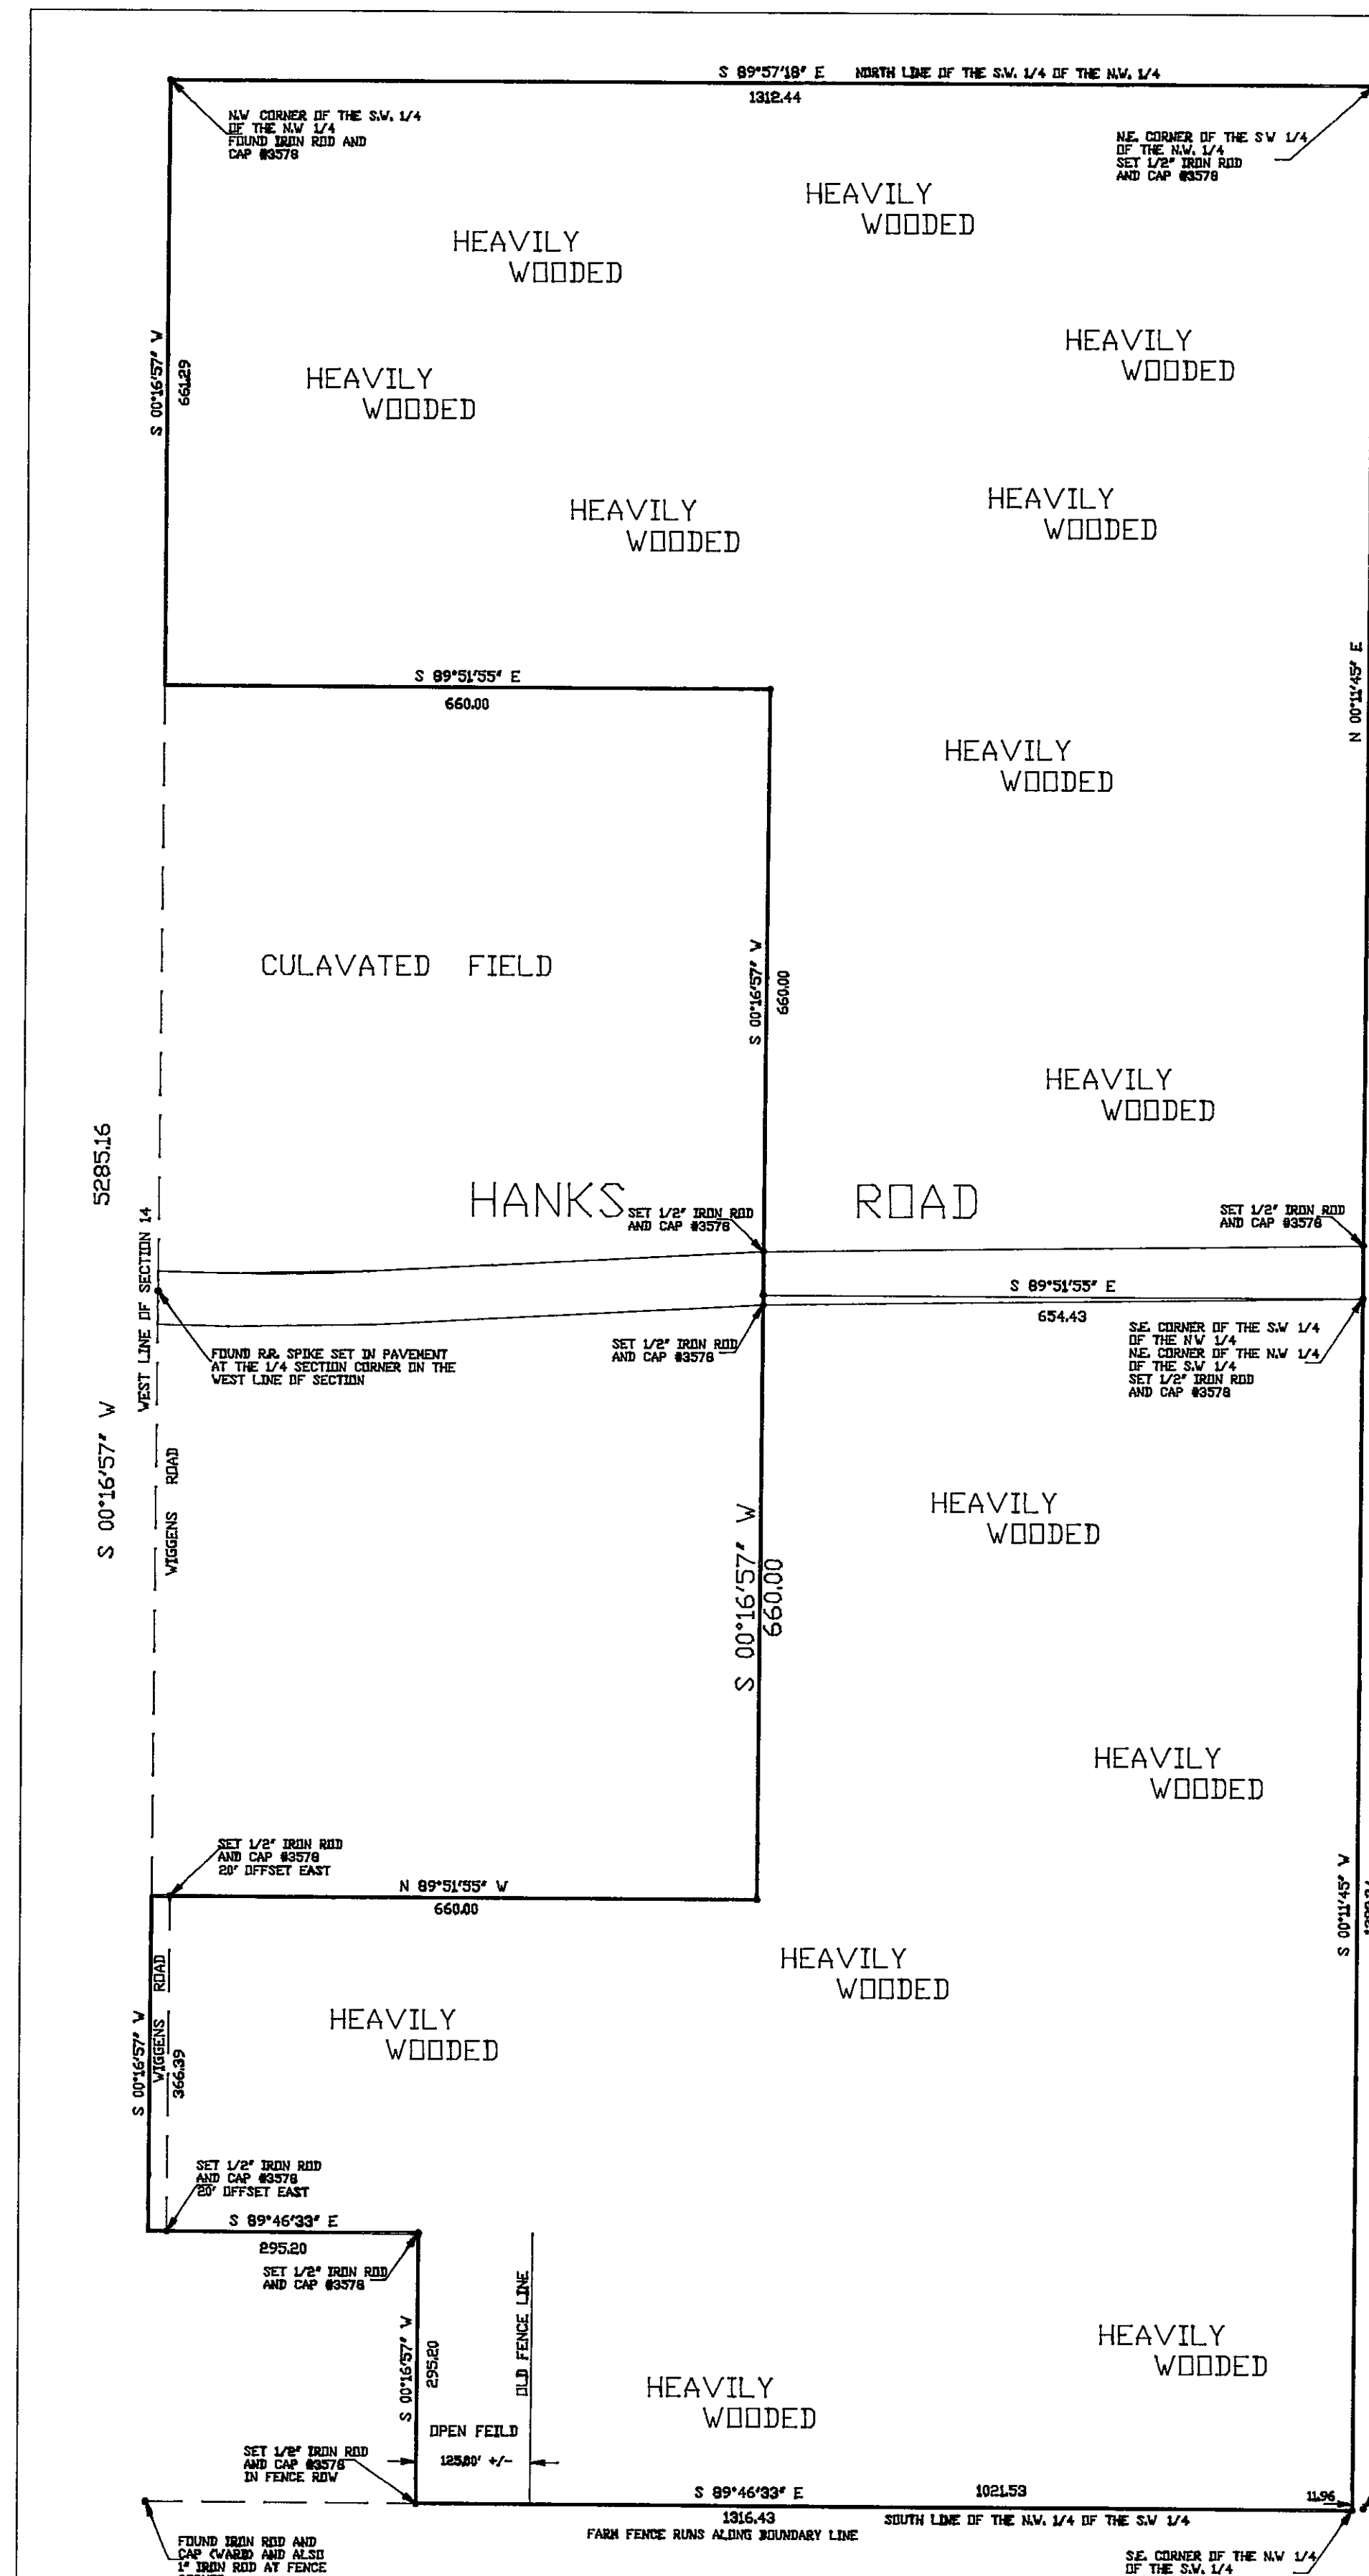 S 89°57'18" E NORTH LINE OF THE S.W. 1/4 OF THE N.W. 1/4
1312.44
N.W CORNER OF THE S.W. 1/4
OF THE N.W 1/4
FOUND IRON ROD AND
CAP #3578
N.E. CORNER OF THE S W 1/4
OF THE N.W. 1/4
SET 1/2" IRON ROD
AND CAP #3578
HEAVILY
WOODED
HEAVILY
WOODED
HEAVILY
WOODED
HEAVILY
WOODED
S 00°16'57" W
661.29
HEAVILY
WOODED
HEAVILY
WOODED
N 00°11'45" E
S 89°51'55" E
660.00
HEAVILY
WOODED
CULAVATED FIELD
S 00°16'57" W
660.00
HEAVILY
WOODED
5285.16
S 00°16'57" W
WEST LINE OF SECTION 14
HANKS ROAD
SET 1/2" IRON ROD
AND CAP #3578
SET 1/2" IRON ROD
AND CAP #3578
S 89°51'55" E
654.43
FOUND R.R. SPIKE SET IN PAVEMENT
AT THE 1/4 SECTION CORNER ON THE
WEST LINE OF SECTION
SET 1/2" IRON ROD
AND CAP #3578
S.E. CORNER OF THE S.W 1/4
OF THE N.W 1/4
N.E. CORNER OF THE N.W 1/4
OF THE S.W 1/4
SET 1/2" IRON ROD
AND CAP #3578
WIGGENS ROAD
HEAVILY
WOODED
S 00°16'57" W
660.00
HEAVILY
WOODED
SET 1/2" IRON ROD
AND CAP #3578
20' OFFSET EAST
N 89°51'55" W
660.00
S 00°11'45" W
HEAVILY
WOODED
S 00°16'57" W
WIGGENS ROAD
366.39
HEAVILY
WOODED
SET 1/2" IRON ROD
AND CAP #3578
20' OFFSET EAST
S 89°46'33" E
295.20
SET 1/2" IRON ROD
AND CAP #3578
S 00°16'57" W
295.20
OLD FENCE LINE
HEAVILY
WOODED
HEAVILY
WOODED
OPEN FEILD
125.00' +/-
SET 1/2" IRON ROD
AND CAP #3578
IN FENCE ROW
S 89°46'33" E 1021.53 11.96
1316.43 SOUTH LINE OF THE N.W. 1/4 OF THE S.W 1/4
FARM FENCE RUNS ALONG BOUNDARY LINE
FOUND IRON ROD AND
CAP (WARD) AND ALSO
1" IRON ROD AT FENCE
S.E. CORNER OF THE N.W 1/4
OF THE S.W. 1/4